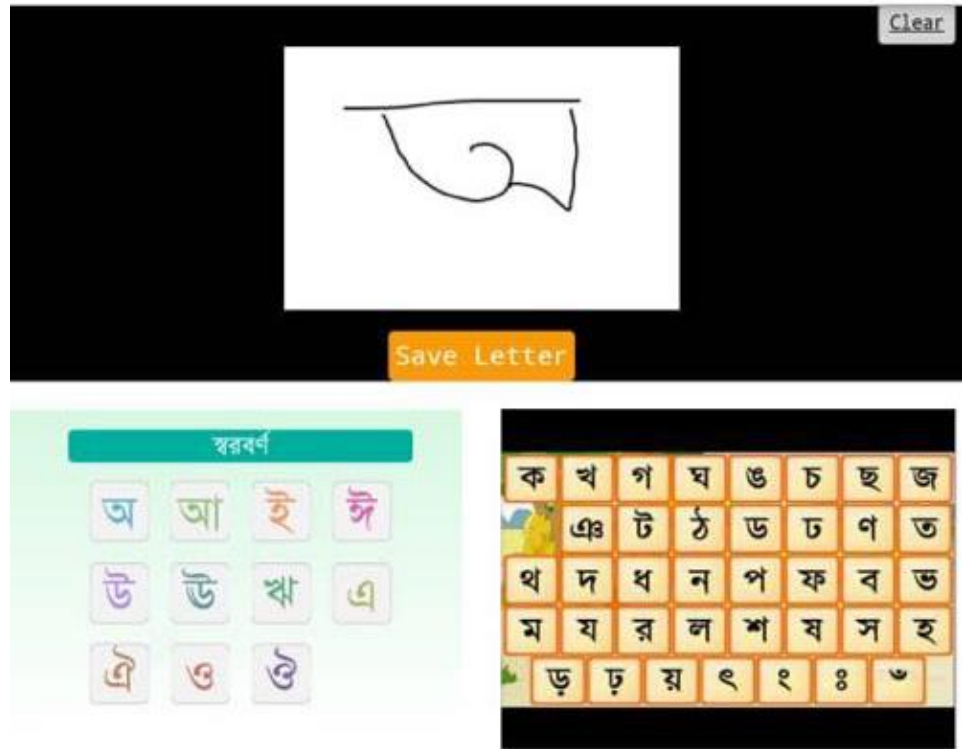 Clear
অ
Save Letter
স্বরবর্ণ
অ আ ই ঈ
উ ঊ ঋ এ
ঐ ও ঔ
ক খ গ ঘ ঙ চ ছ জ
ঞ ট ঠ ড ঢ ণ ত
থ দ ধ ন প ফ ব ভ
ম য র ল শ ষ স হ
ড় ঢ় য় ৎ ং ঃ ঁ